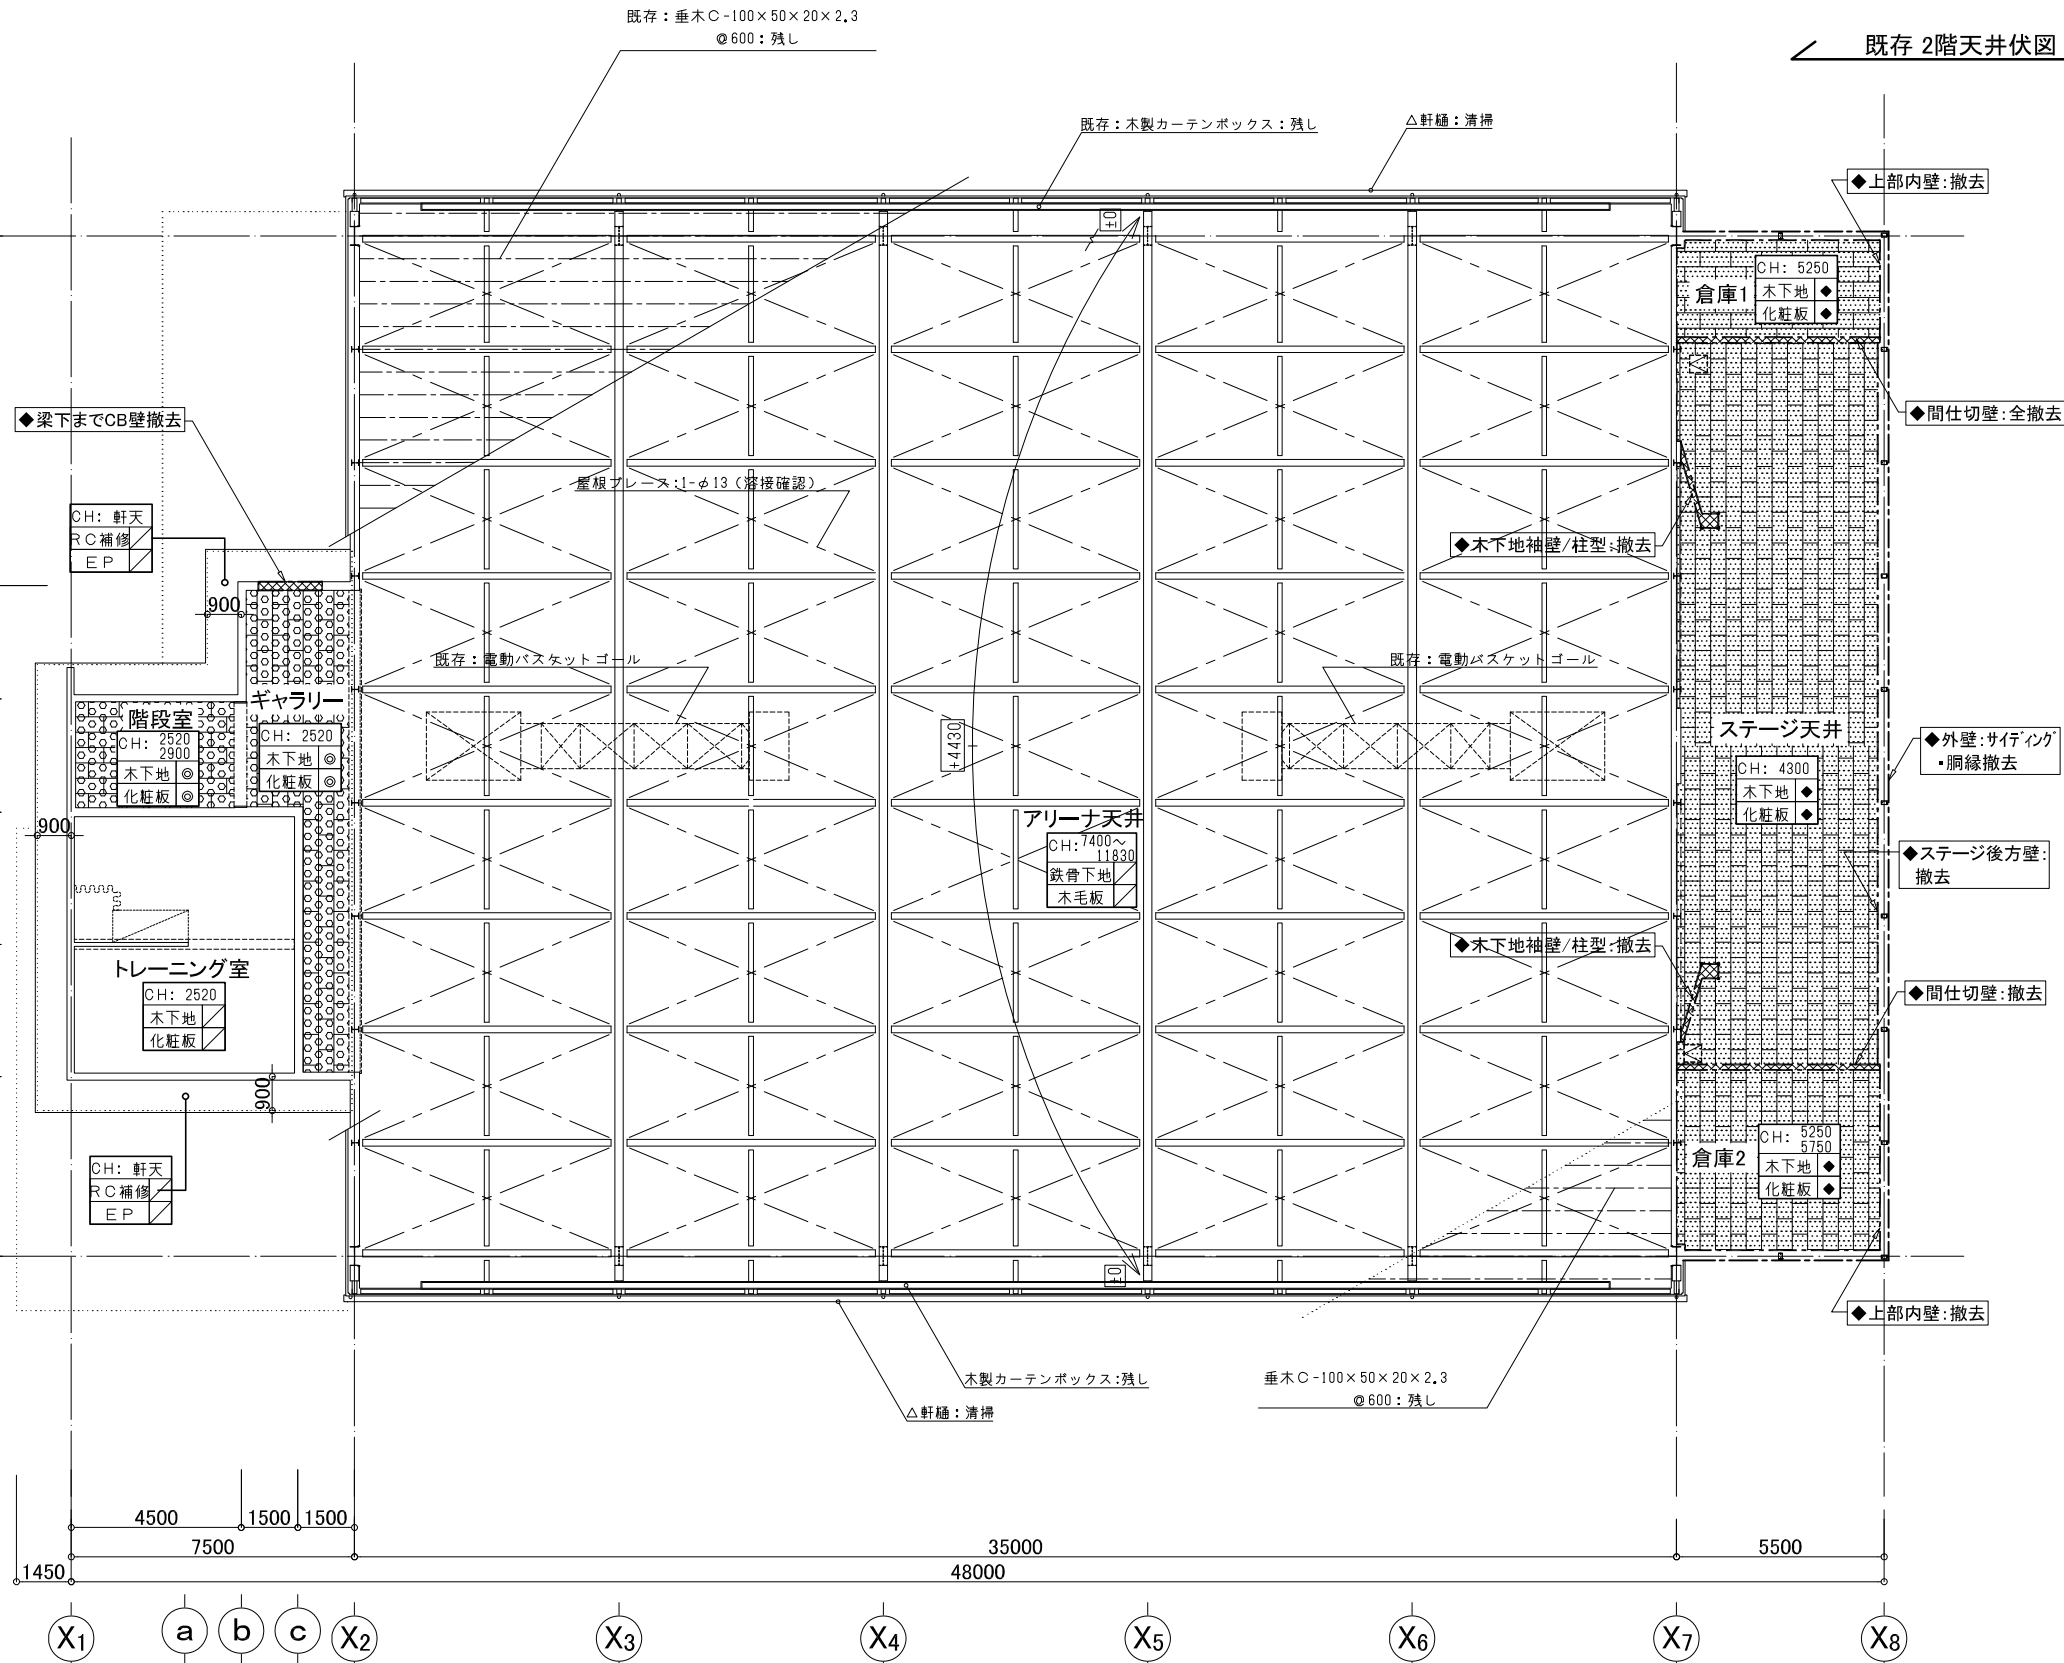 既存：垂木C-100×50×20×2.3
@600：残し
既存 2階天井伏図
既存：木製カーテンボックス：残し
△軒樋：清掃
◆上部内壁：撤去
±0
CH: 5250
倉庫1
木下地 ◆
化粧板 ◆
◆梁下までCB壁撤去
◆間仕切壁：全撤去
屋根ブレース：1-φ13（溶接確認）
CH: 軒天
RC補修
EP
◆木下地袖壁/柱型：撤去
900
既存：電動バスケットゴール
既存：電動バスケットゴール
ギャラリー
CH: 2520
木下地 ◎
化粧板 ◎
階段室
CH: 2520
2900
木下地 ◎
化粧板 ◎
+4430
ステージ天井
CH: 4300
木下地 ◆
化粧板 ◆
◆外壁：サイディング
・胴縁撤去
900
アリーナ天井
CH: 7400～
11830
鉄骨下地
木毛板
◆ステージ後方壁：
撤去
◆木下地袖壁/柱型：撤去
トレーニング室
CH: 2520
木下地
化粧板
◆間仕切壁：撤去
900
CH: 軒天
RC補修
EP
倉庫2
CH: 5250
5750
木下地 ◆
化粧板 ◆
±0
◆上部内壁：撤去
木製カーテンボックス：残し
△軒樋：清掃
垂木C-100×50×20×2.3
@600：残し
4500 1500 1500
7500 35000 5500
1450 48000
X1 a b c X2 X3 X4 X5 X6 X7 X8